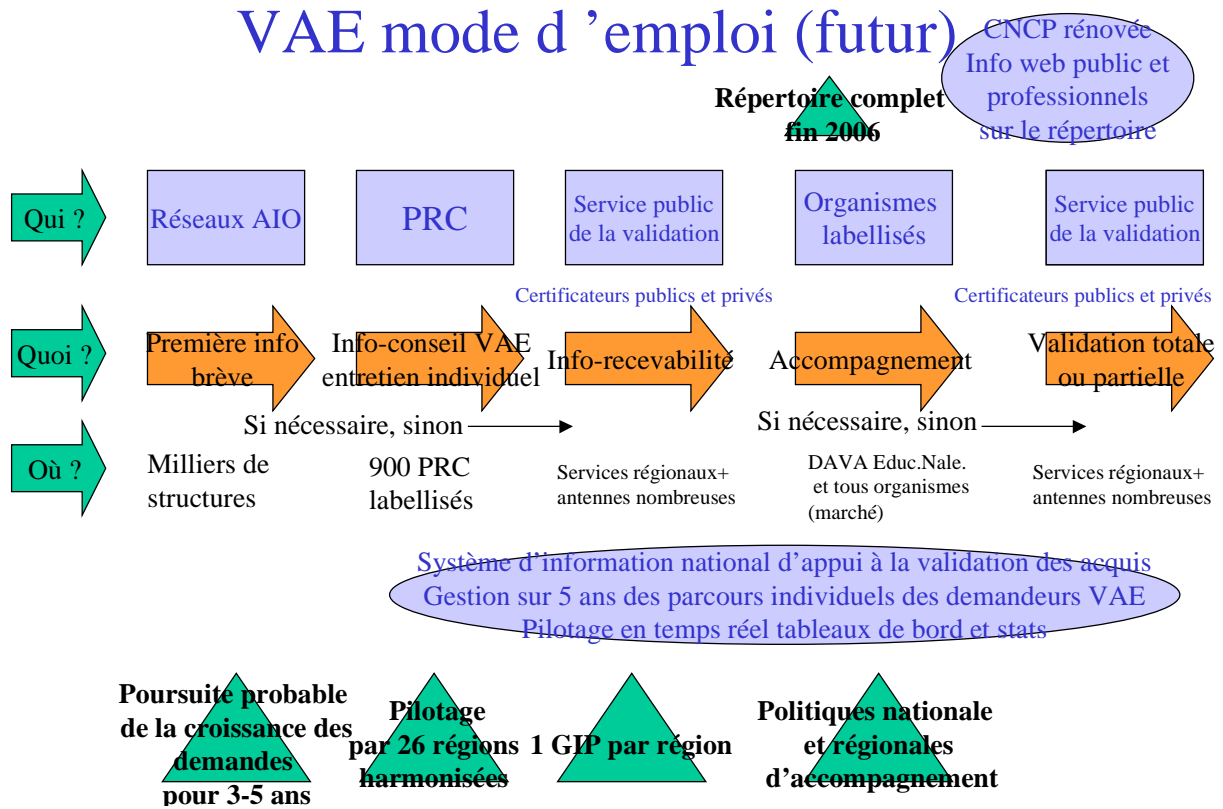 VAE mode d ’emploi (futur)
CNCP rénovée
Info web public et
professionnels
sur le répertoire
Répertoire complet
fin 2006
Qui ?
Réseaux AIO
PRC
Service public
de la validation
Organismes
labellisés
Service public
de la validation
Certificateurs publics et privés
Certificateurs publics et privés
Quoi ?
Première info
brève
Info-conseil VAE
entretien individuel
Info-recevabilité
Accompagnement
Validation totale
ou partielle
Si nécessaire, sinon
Si nécessaire, sinon
Où ?
Milliers de
structures
900 PRC
labellisés
Services régionaux+
antennes nombreuses
DAVA Educ.Nale.
et tous organismes
(marché)
Services régionaux+
antennes nombreuses
Système d’information national d’appui à la validation des acquis
Gestion sur 5 ans des parcours individuels des demandeurs VAE
Pilotage en temps réel tableaux de bord et stats
Poursuite probable
de la croissance des
demandes
pour 3-5 ans
Pilotage
par 26 régions
harmonisées
1 GIP par région
Politiques nationale
et régionales
d’accompagnement